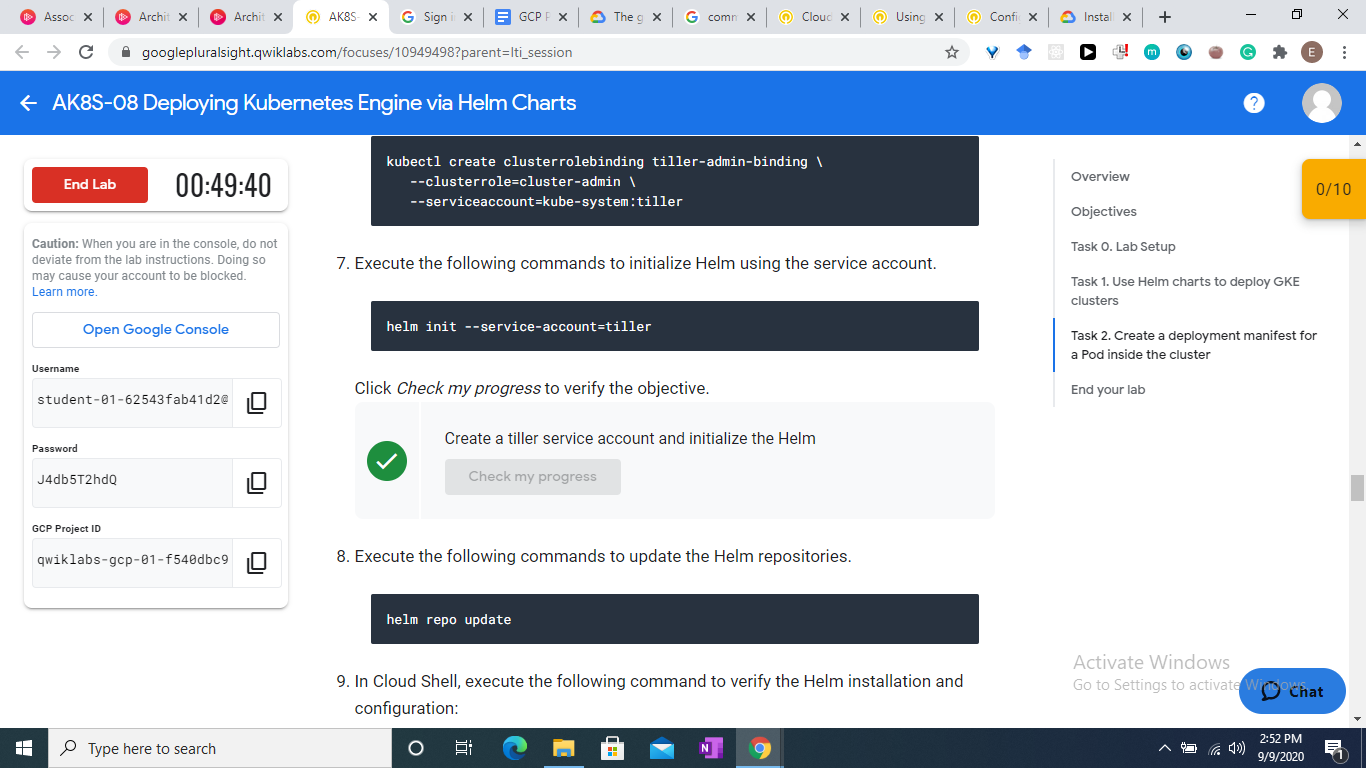 Assoc
Archit
Archit
AK8S-
Sign i
GCP F
The g
comm
Cloud
Using
Confi
Instal
googlepluralsight.qwiklabs.com/focuses/10949498?parent=lti_session
E
AK8S-08 Deploying Kubernetes Engine via Helm Charts
End Lab
00:49:40
Caution: When you are in the console, do not
deviate from the lab instructions. Doing so
may cause your account to be blocked.
Learn more.
Open Google Console
Username
student-01-62543fab41d2@
Password
J4db5T2hdQ
GCP Project ID
qwiklabs-gcp-01-f540dbc9
kubectl create clusterrolebinding tiller-admin-binding \
--clusterrole=cluster-admin \
--serviceaccount=kube-system:tiller
7. Execute the following commands to initialize Helm using the service account.
helm init --service-account=tiller
Click Check my progress to verify the objective.
Create a tiller service account and initialize the Helm
Check my progress
8. Execute the following commands to update the Helm repositories.
helm repo update
9. In Cloud Shell, execute the following command to verify the Helm installation and
configuration:
Overview
Objectives
Task 0. Lab Setup
Task 1. Use Helm charts to deploy GKE
clusters
Task 2. Create a deployment manifest for
a Pod inside the cluster
End your lab
0/10
Activate Windows
Go to Settings to activate Windows.
Chat
Type here to search
2:52 PM
9/9/2020
1